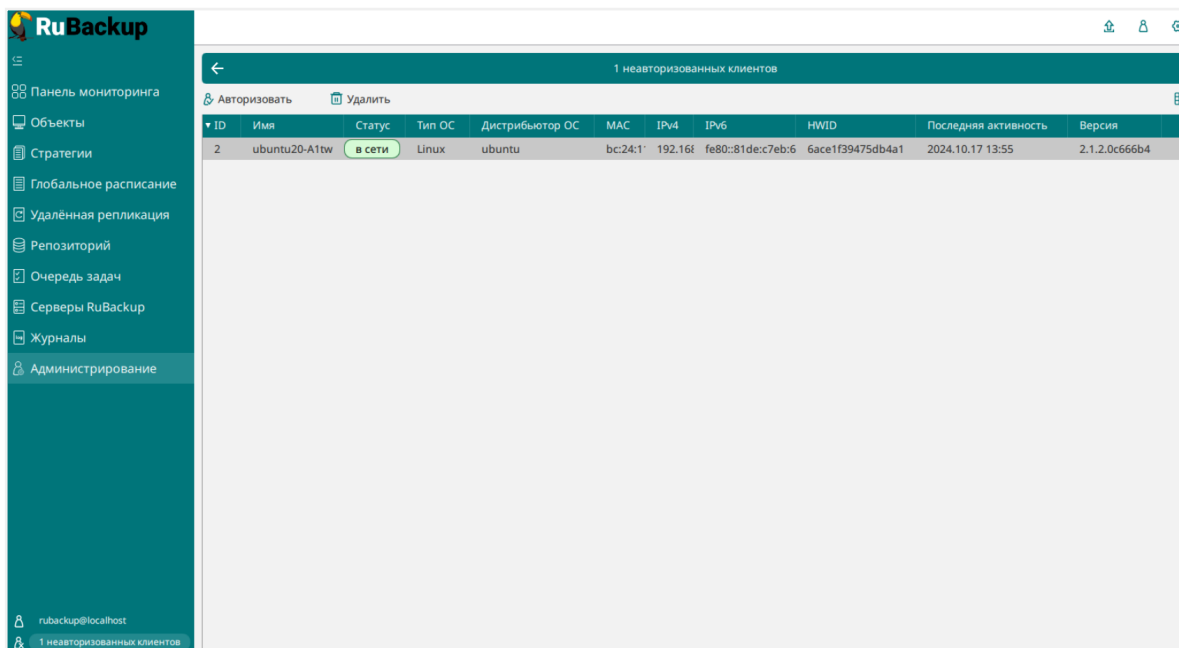 RuBackup
1 неавторизованных клиентов
Панель мониторинга
Объекты
Стратегии
Глобальное расписание
Удалённая репликация
Репозиторий
Очередь задач
Серверы RuBackup
Журналы
Администрирование
Авторизовать Удалить
ID Имя Статус Тип ОС Дистрибьютор ОС MAC IPv4 IPv6 HWID Последняя активность Версия
2 ubuntu20-A1tw в сети Linux ubuntu bc:24:1 192.168 fe80::81de:c7eb:6 6ace1f39475db4a1 2024.10.17 13:55 2.1.2.0c666b4
rubackup@localhost
1 неавторизованных клиентов